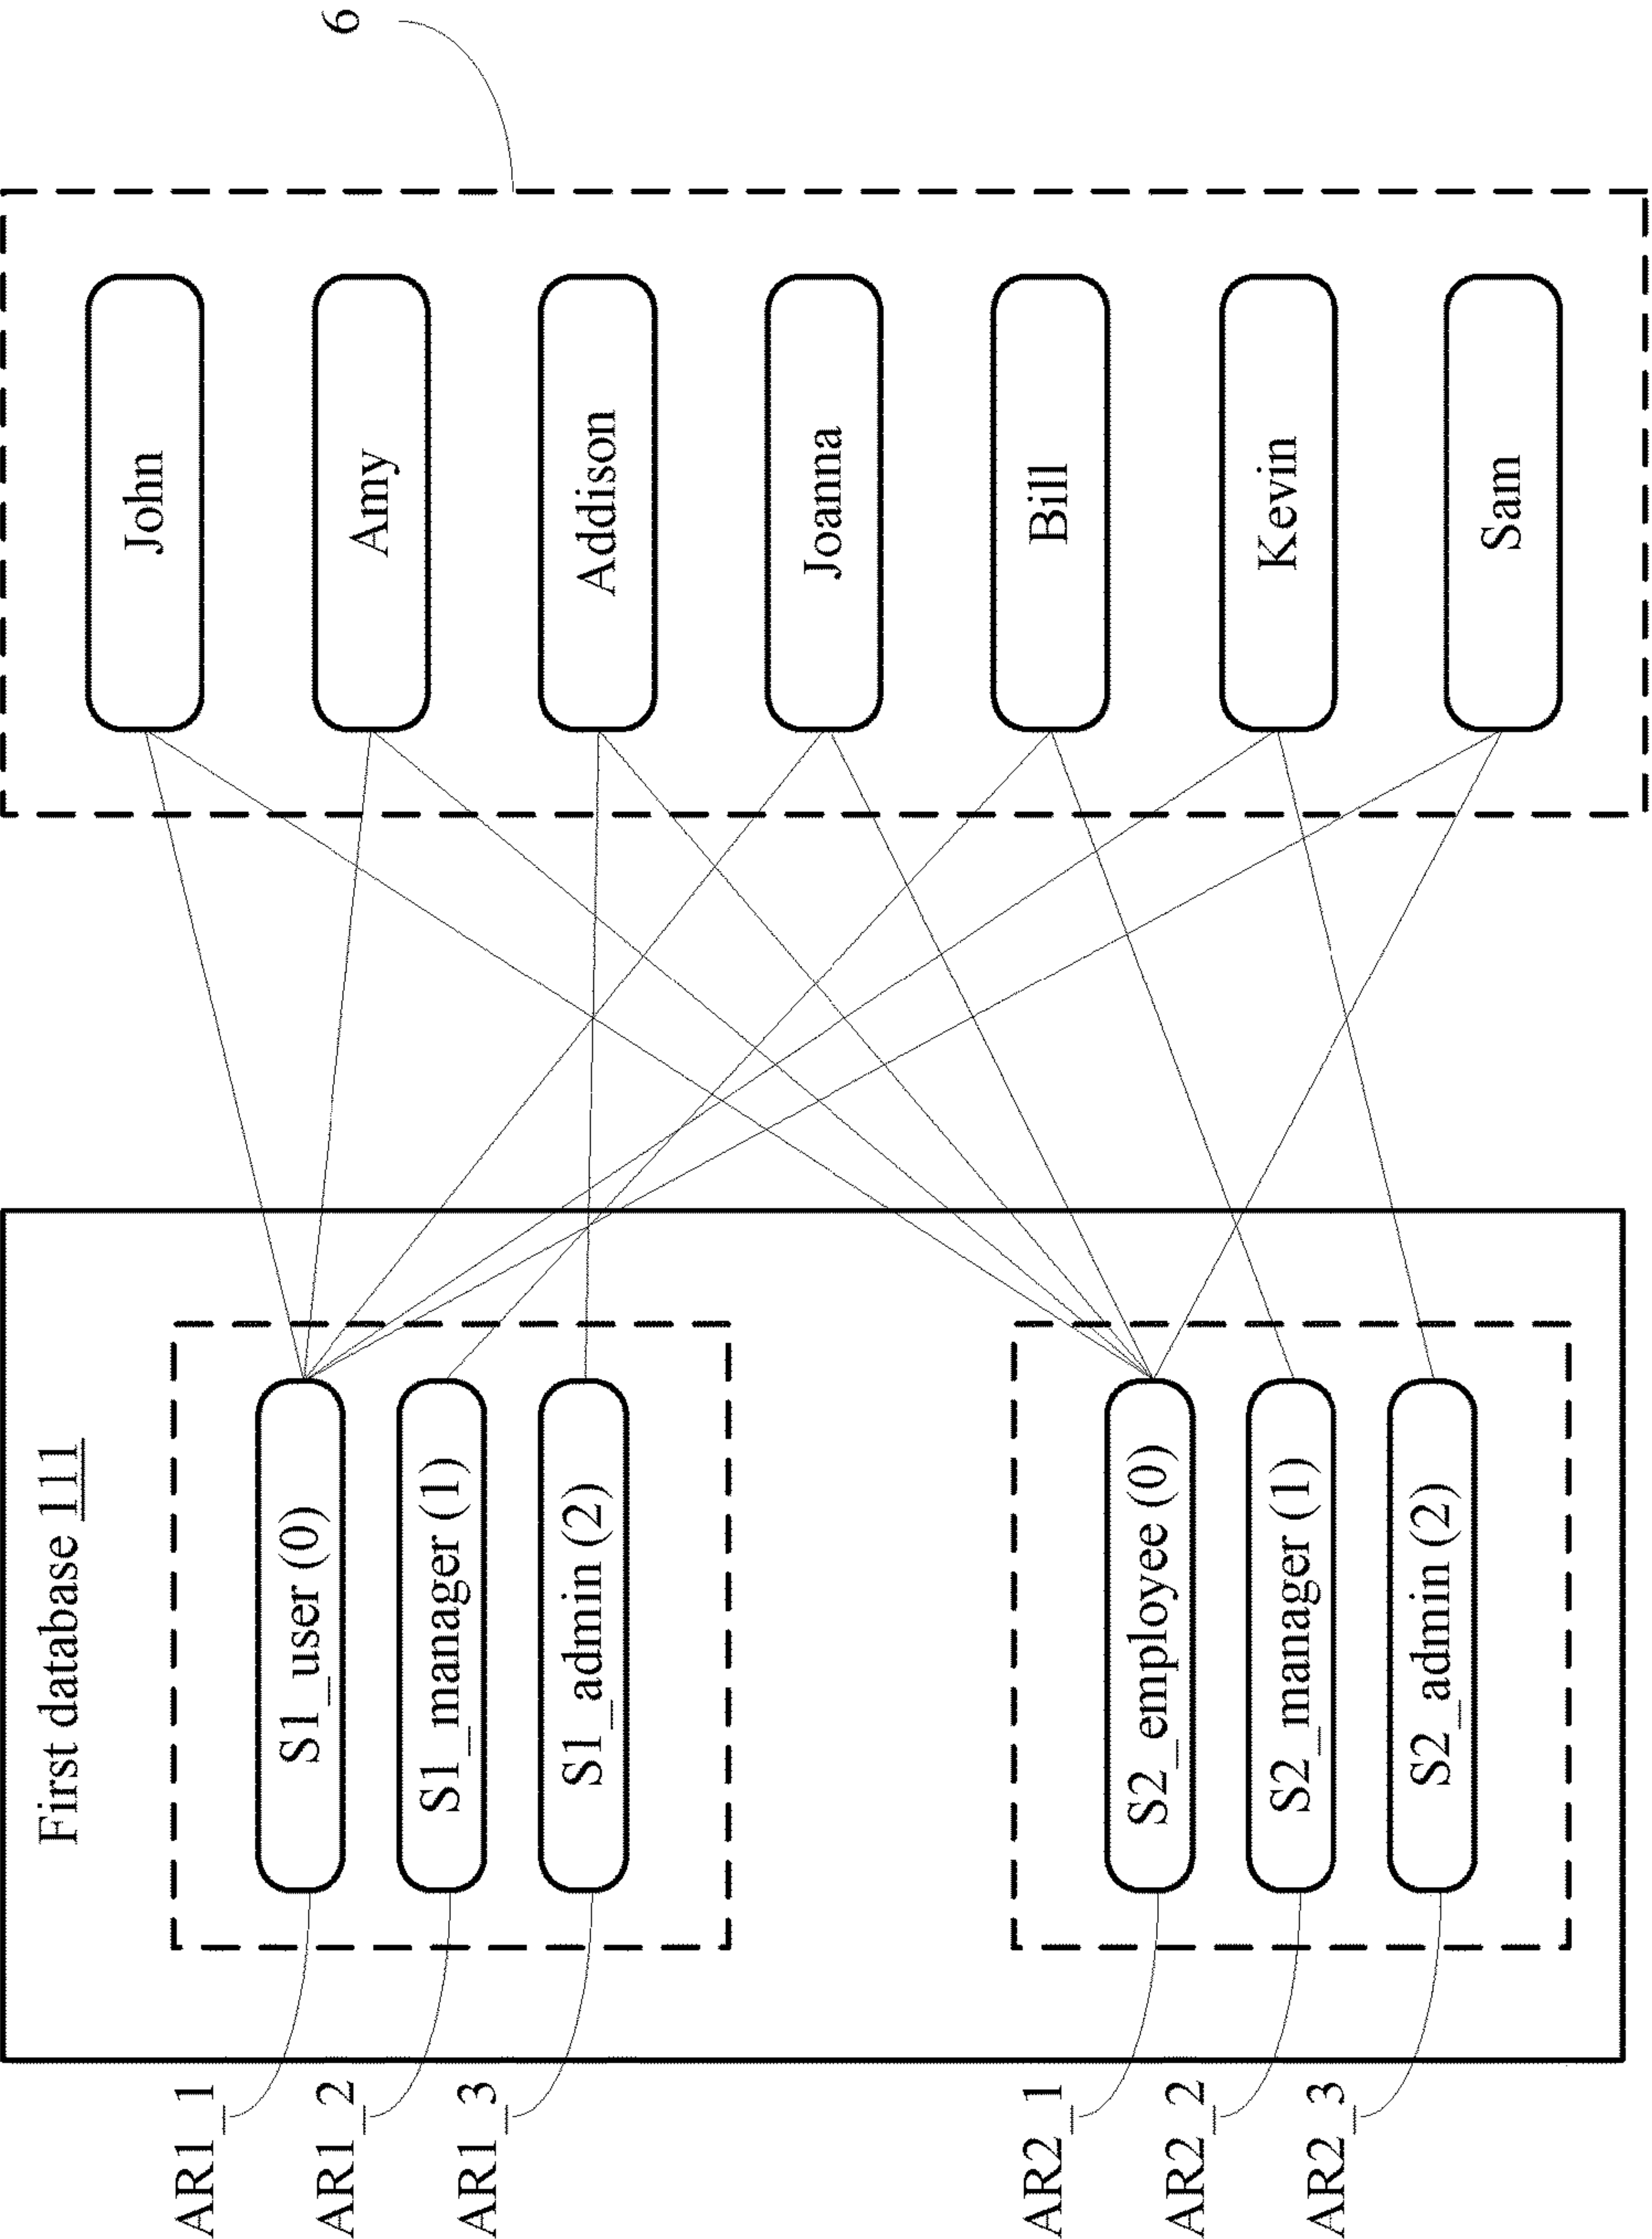 First database 111
AR1_1
S1_user (0)
AR1_2
S1_manager (1)
AR1_3
S1_admin (2)
AR2_1
S2_employee (0)
AR2_2
S2_manager (1)
AR2_3
S2_admin (2)
John
Amy
Addison
Joanna
Bill
Kevin
Sam
6